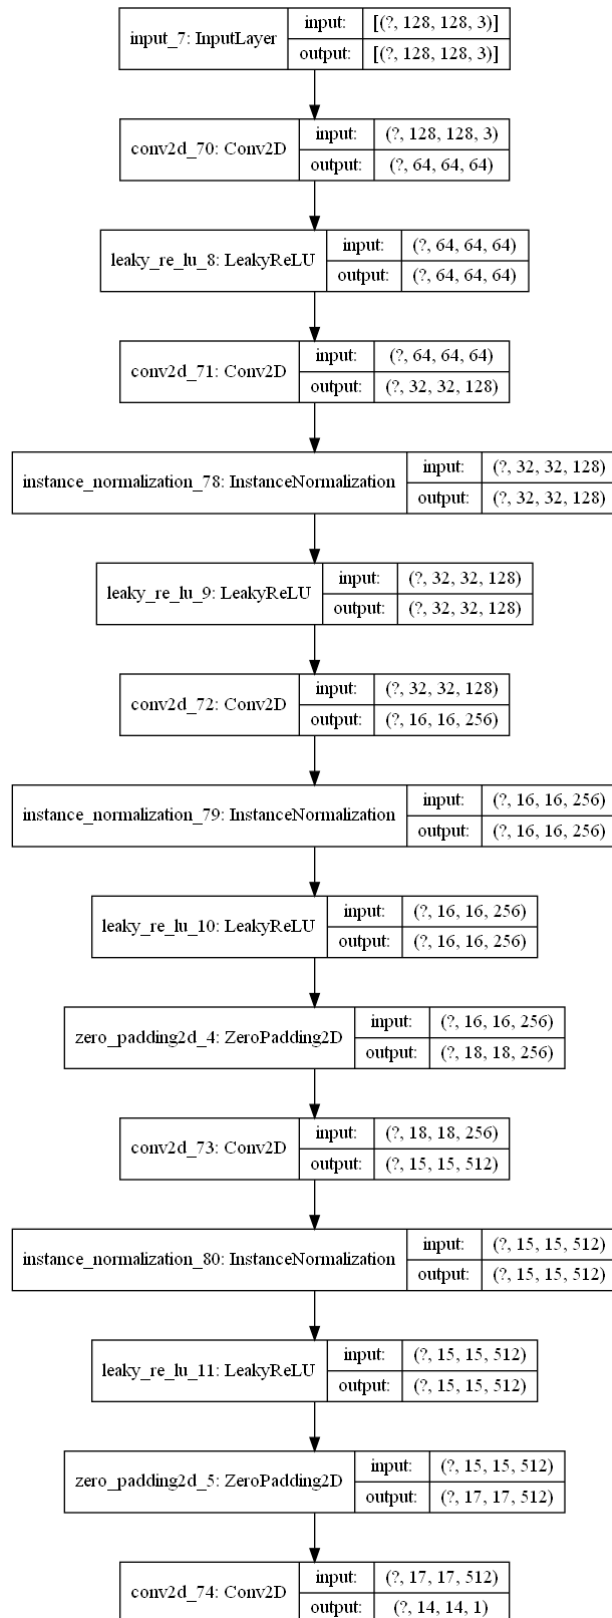 input_7: InputLayer input: [(?, 128, 128, 3)]
output: [(?, 128, 128, 3)]
conv2d_70: Conv2D input: (?, 128, 128, 3)
output: (?, 64, 64, 64)
leaky_re_lu_8: LeakyReLU input: (?, 64, 64, 64)
output: (?, 64, 64, 64)
conv2d_71: Conv2D input: (?, 64, 64, 64)
output: (?, 32, 32, 128)
instance_normalization_78: InstanceNormalization input: (?, 32, 32, 128)
output: (?, 32, 32, 128)
leaky_re_lu_9: LeakyReLU input: (?, 32, 32, 128)
output: (?, 32, 32, 128)
conv2d_72: Conv2D input: (?, 32, 32, 128)
output: (?, 16, 16, 256)
instance_normalization_79: InstanceNormalization input: (?, 16, 16, 256)
output: (?, 16, 16, 256)
leaky_re_lu_10: LeakyReLU input: (?, 16, 16, 256)
output: (?, 16, 16, 256)
zero_padding2d_4: ZeroPadding2D input: (?, 16, 16, 256)
output: (?, 18, 18, 256)
conv2d_73: Conv2D input: (?, 18, 18, 256)
output: (?, 15, 15, 512)
instance_normalization_80: InstanceNormalization input: (?, 15, 15, 512)
output: (?, 15, 15, 512)
leaky_re_lu_11: LeakyReLU input: (?, 15, 15, 512)
output: (?, 15, 15, 512)
zero_padding2d_5: ZeroPadding2D input: (?, 15, 15, 512)
output: (?, 17, 17, 512)
conv2d_74: Conv2D input: (?, 17, 17, 512)
output: (?, 14, 14, 1)